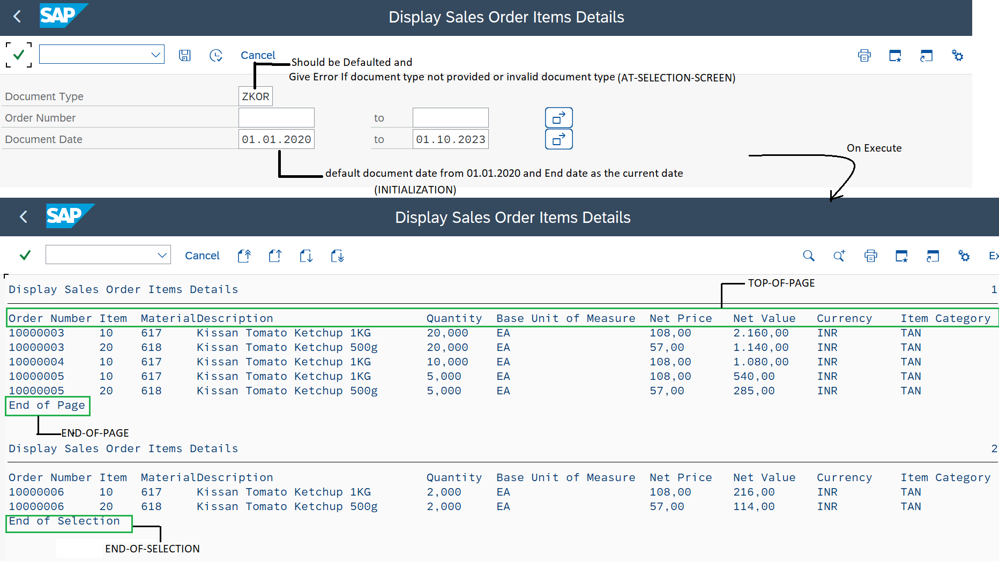 SAP Display Sales Order Items Details
Cancel
Should be Defaulted and
Give Error If document type not provided or invalid document type (AT-SELECTION-SCREEN)
Document Type ZKOR
Order Number to
Document Date 01.01.2020 to 01.10.2023
On Execute
default document date from 01.01.2020 and End date as the current date
(INITIALIZATION)
SAP Display Sales Order Items Details
Cancel Ex
TOP-OF-PAGE
Display Sales Order Items Details 1
Order Number Item MaterialDescription Quantity Base Unit of Measure Net Price Net Value Currency Item Category
10000003 10 617 Kissan Tomato Ketchup 1KG 20,000 EA 108,00 2.160,00 INR TAN
10000003 20 618 Kissan Tomato Ketchup 500g 20,000 EA 57,00 1.140,00 INR TAN
10000004 10 617 Kissan Tomato Ketchup 1KG 10,000 EA 108,00 1.080,00 INR TAN
10000005 10 617 Kissan Tomato Ketchup 1KG 5,000 EA 108,00 540,00 INR TAN
10000005 20 618 Kissan Tomato Ketchup 500g 5,000 EA 57,00 285,00 INR TAN
End of Page
END-OF-PAGE
Display Sales Order Items Details 2
Order Number Item MaterialDescription Quantity Base Unit of Measure Net Price Net Value Currency Item Category
10000006 10 617 Kissan Tomato Ketchup 1KG 2,000 EA 108,00 216,00 INR TAN
10000006 20 618 Kissan Tomato Ketchup 500g 2,000 EA 57,00 114,00 INR TAN
End of Selection
END-OF-SELECTION